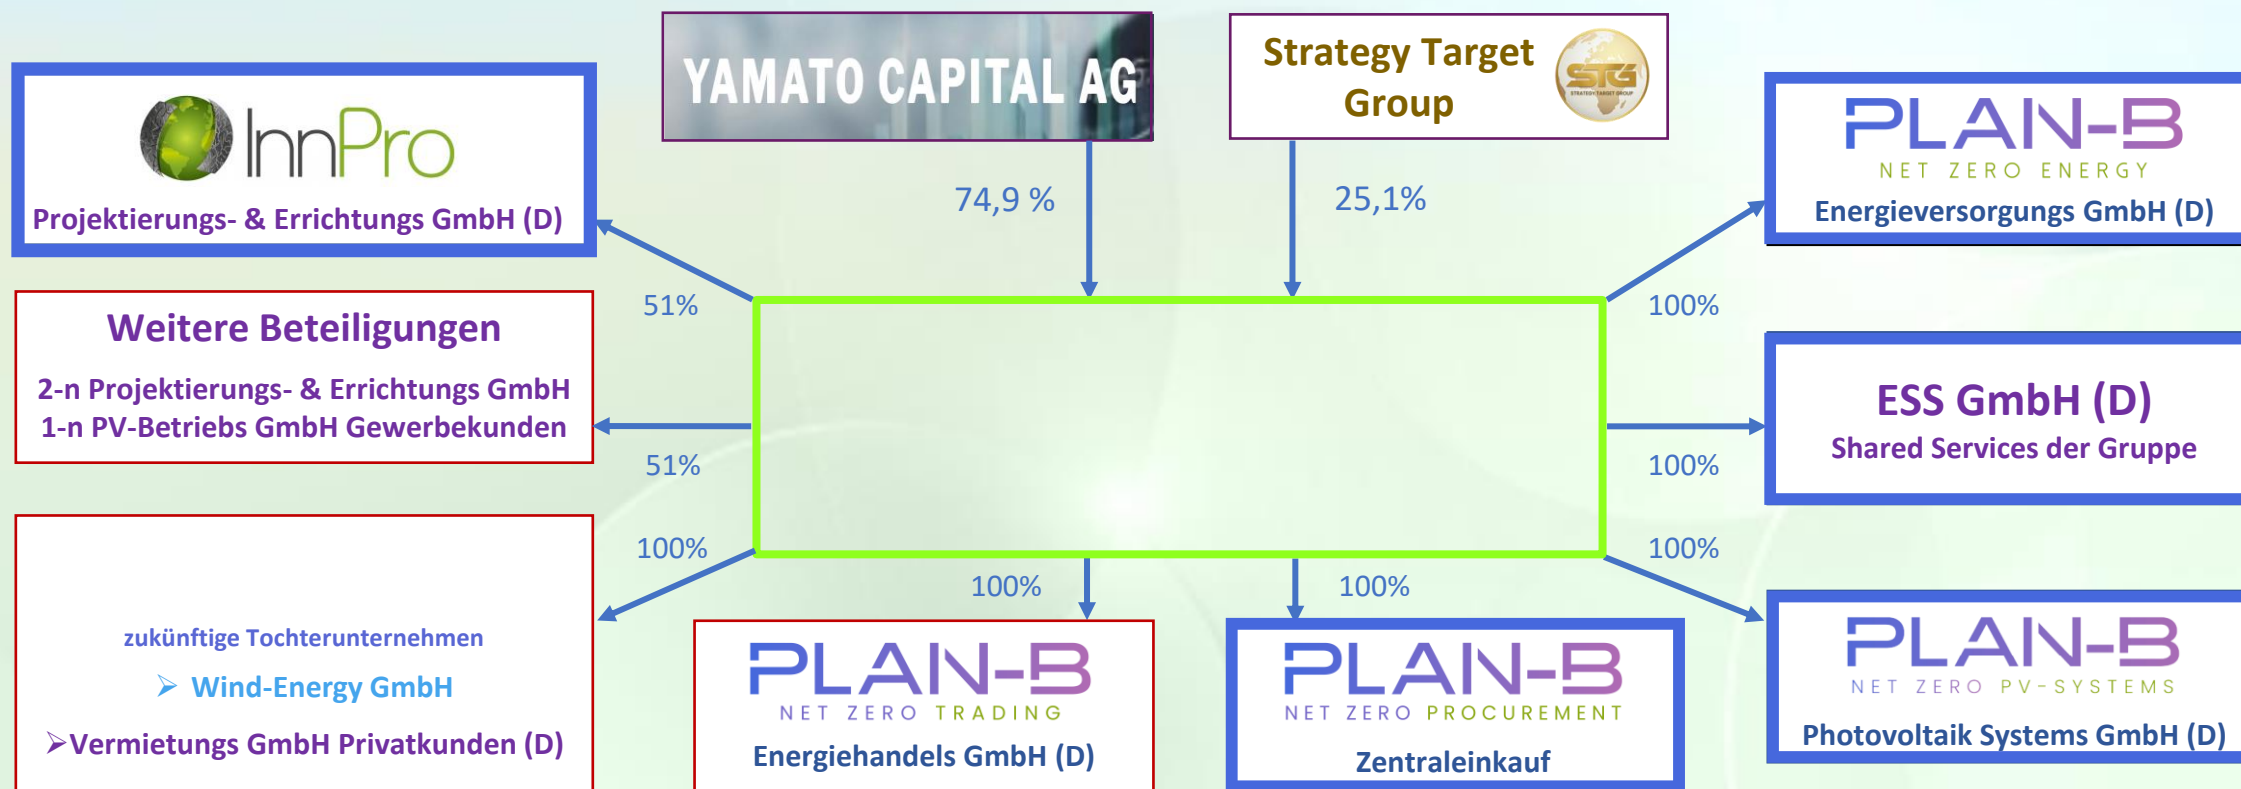 YAMATO CAPITAL AG
Strategy Target
Group
STG
STRATEGY TARGET GROUP
InnPro
Projektierungs- & Errichtungs GmbH (D)
PLAN-B
NET ZERO ENERGY
Energieversorgungs GmbH (D)
74,9 %
25,1%
51%
100%
Weitere Beteiligungen
2-n Projektierungs- & Errichtungs GmbH
1-n PV-Betriebs GmbH Gewerbekunden
ESS GmbH (D)
Shared Services der Gruppe
51%
100%
100%
100%
100%
100%
zukünftige Tochterunternehmen
➢ Wind-Energy GmbH
➢Vermietungs GmbH Privatkunden (D)
PLAN-B
NET ZERO TRADING
Energiehandels GmbH (D)
PLAN-B
NET ZERO PROCUREMENT
Zentraleinkauf
PLAN-B
NET ZERO PV-SYSTEMS
Photovoltaik Systems GmbH (D)